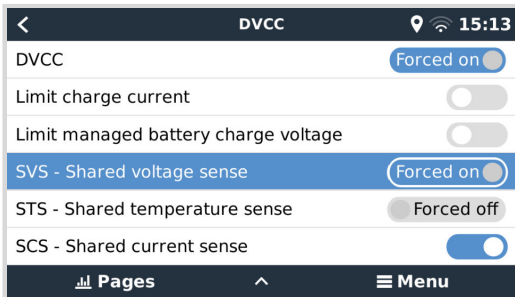 DVCC 15:13
DVCC Forced on
Limit charge current
Limit managed battery charge voltage
SVS - Shared voltage sense Forced on
STS - Shared temperature sense Forced off
SCS - Shared current sense
Pages Menu